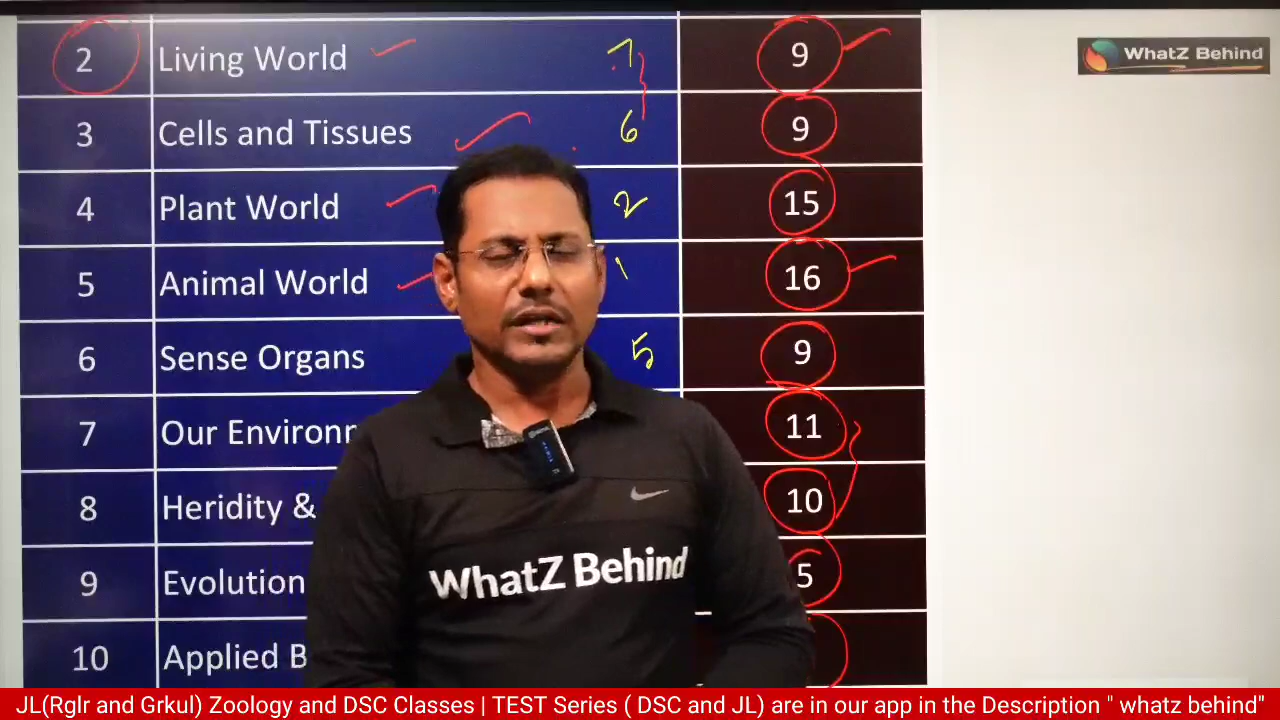 WhatZ Behind
2 Living World 7 9
3 Cells and Tissues 6 9
4 Plant World 2 15
5 Animal World 1 16
6 Sense Organs 5 9
7 Our Environ 11
8 Heridity & 10
9 Evolution 5
10 Applied B
WhatZ Behind
JL(Rglr and Grkul) Zoology and DSC Classes | TEST Series ( DSC and JL) are in our app in the Description " whatz behind"